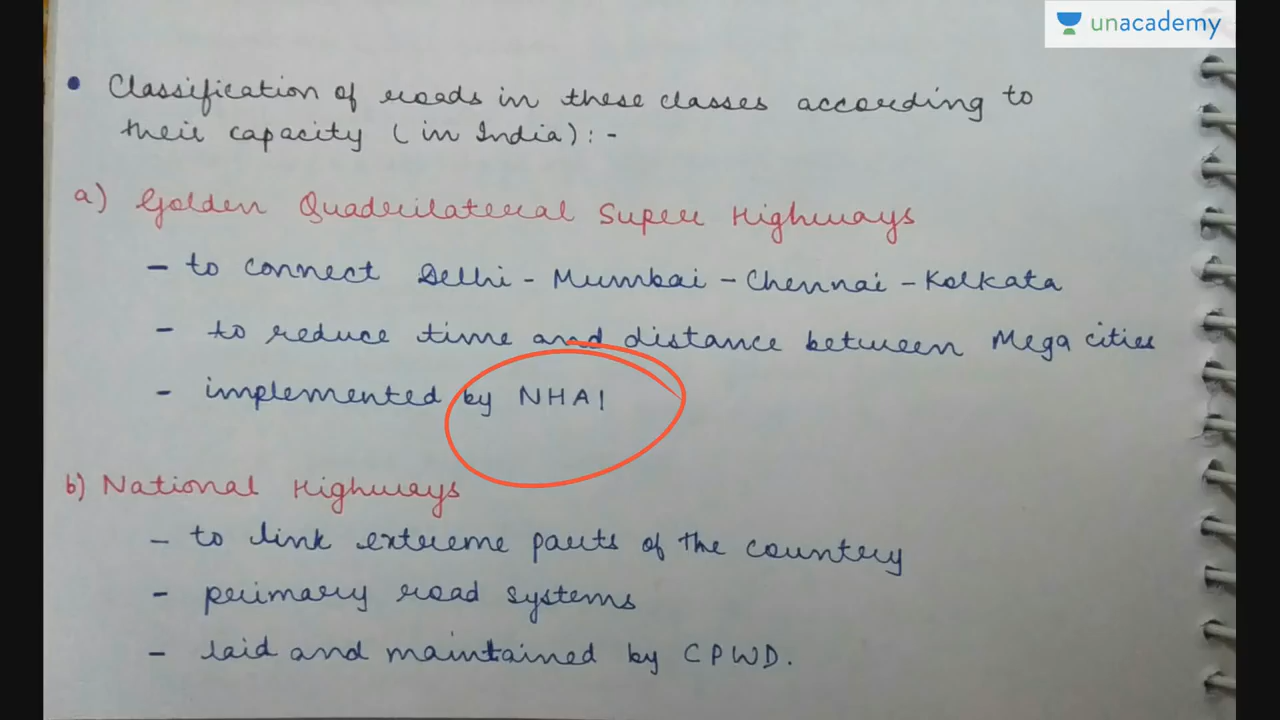 unacademy
• Classification of roads in these classes according to
their capacity (in India): -
a) Golden Quadrilateral Super Highways
- to connect Delhi - Mumbai - Chennai - Kolkata
- to reduce time and distance between Mega cities
- implemented by NHAI
b) National Highways
- to link extreme parts of the country
- primary road systems
- laid and maintained by CPWD.